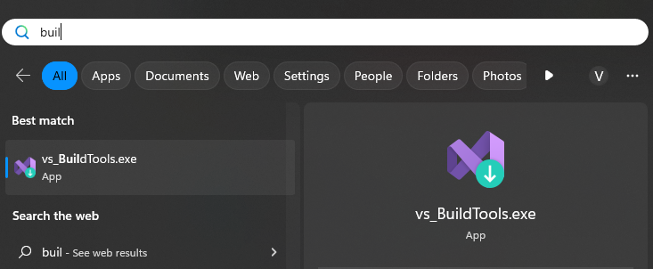 buil
All Apps Documents Web Settings People Folders Photos V
Best match
vs_BuildTools.exe
App
Search the web
buil - See web results
vs_BuildTools.exe
App